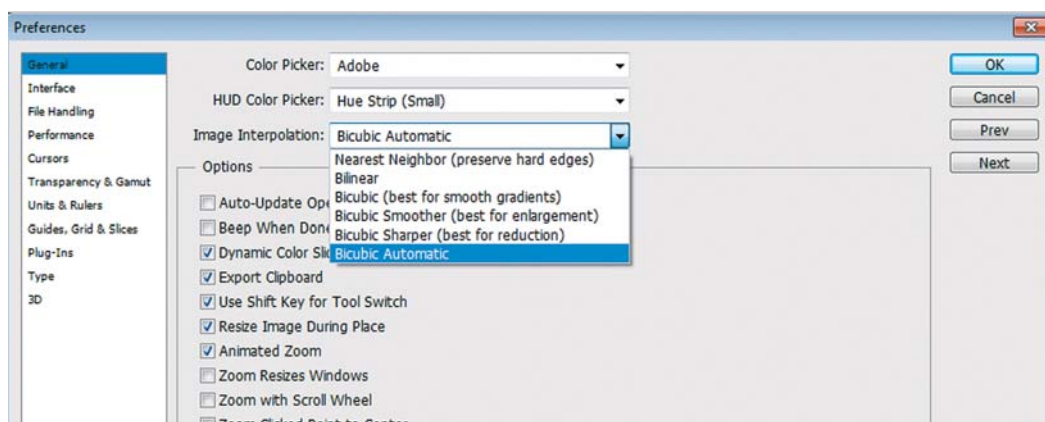 Preferences
General
Interface
File Handling
Performance
Cursors
Transparency & Gamut
Units & Rulers
Guides, Grid & Slices
Plug-Ins
Type
3D
Color Picker: Adobe
HUD Color Picker: Hue Strip (Small)
Image Interpolation: Bicubic Automatic
Nearest Neighbor (preserve hard edges)
Bilinear
Bicubic (best for smooth gradients)
Bicubic Smoother (best for enlargement)
Bicubic Sharper (best for reduction)
Bicubic Automatic
Options
Auto-Update
Beep When Done
Dynamic Color
Export Clipboard
Use Shift Key for Tool Switch
Resize Image During Place
Animated Zoom
Zoom Resizes Windows
Zoom with Scroll Wheel
OK
Cancel
Prev
Next